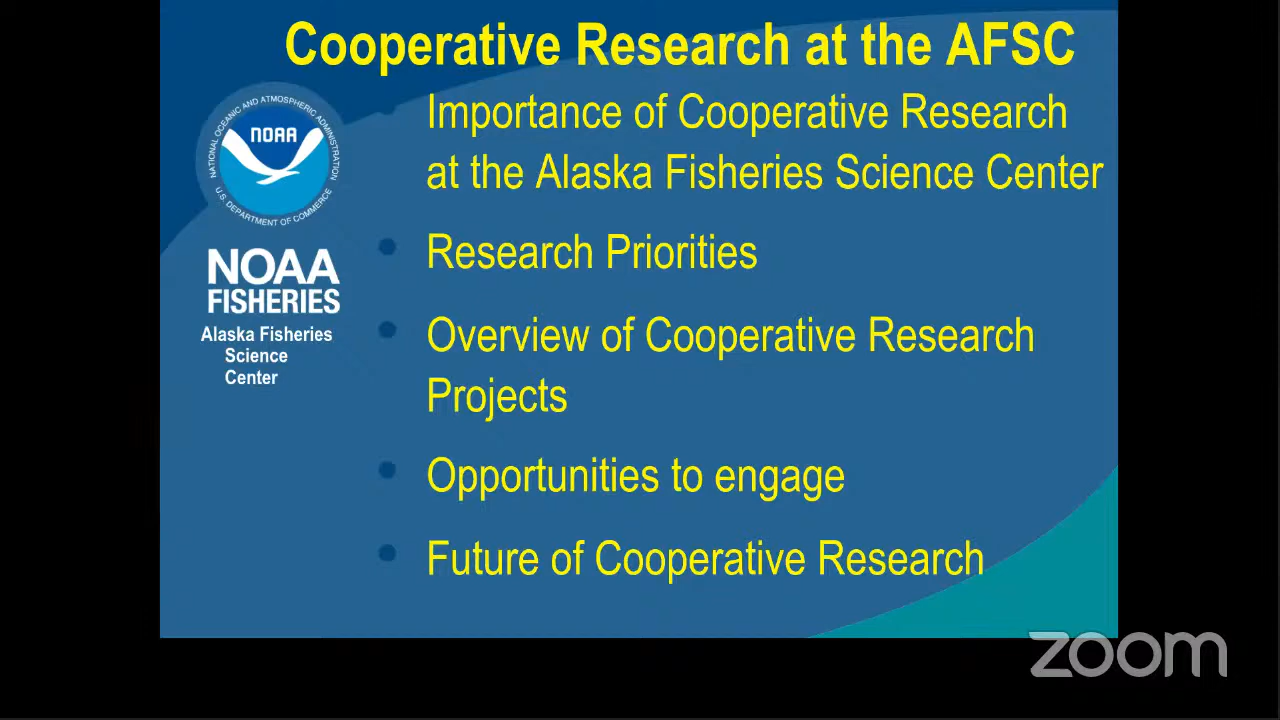 Cooperative Research at the AFSC
Importance of Cooperative Research
at the Alaska Fisheries Science Center
NATIONAL OCEANIC AND ATMOSPHERIC ADMINISTRATION
NOAA
U.S. DEPARTMENT OF COMMERCE
NOAA
FISHERIES
Alaska Fisheries
Science
Center
Research Priorities
Overview of Cooperative Research
Projects
Opportunities to engage
Future of Cooperative Research
zoom